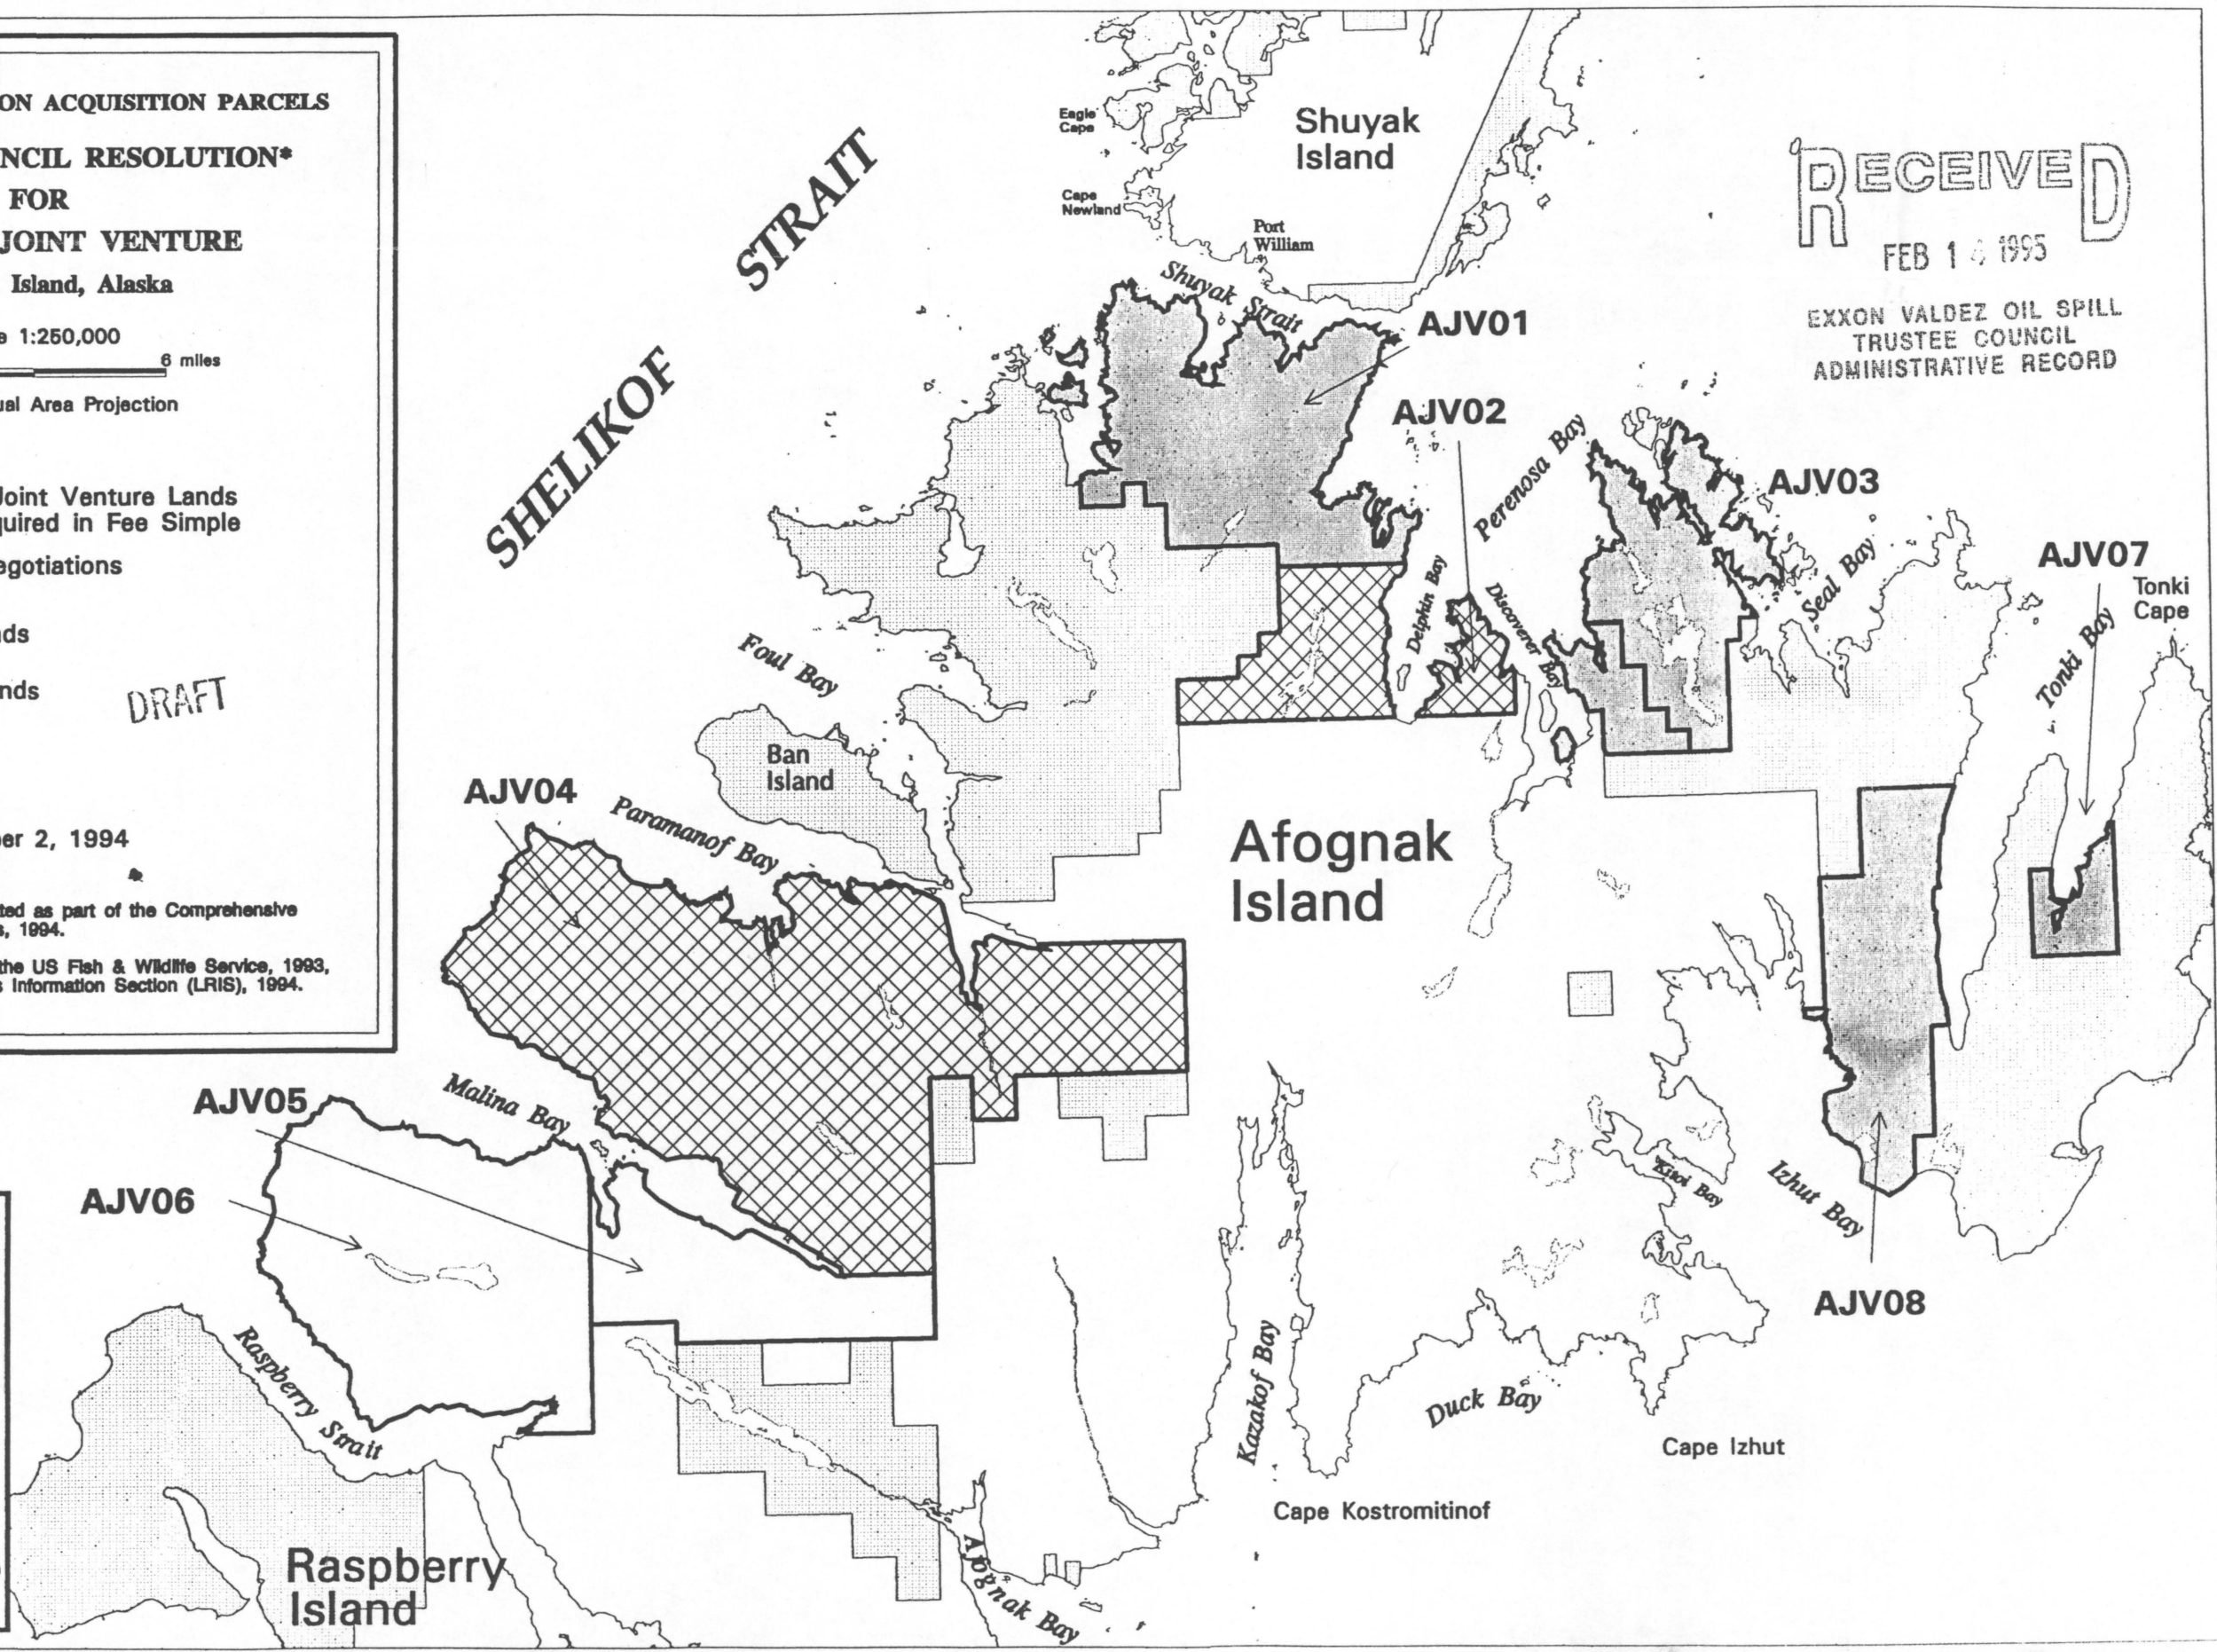 ON ACQUISITION PARCELS
NCIL RESOLUTION*
FOR
JOINT VENTURE
Island, Alaska
1:250,000
6 miles
ual Area Projection
Joint Venture Lands
quired in Fee Simple
egotiations
ds
nds
DRAFT
er 2, 1994
ted as part of the Comprehensive
s, 1994.
the US Fish & Wildlife Service, 1993,
s Information Section (LRIS), 1994.
SHELIKOF STRAIT
Eagle
Cape
Shuyak
Island
Cape
Newland
Port
William
Shuyak Strait
RECEIVED
FEB 1 1995
EXXON VALDEZ OIL SPILL
TRUSTEE COUNCIL
ADMINISTRATIVE RECORD
AJV01
AJV02
Perenosa Bay
AJV03
Seal Bay
AJV07
Tonki
Cape
Tonki Bay
Delphin Bay
Discoverer Bay
Foul Bay
Ban
Island
AJV04
Paramanof Bay
Afognak
Island
AJV05
Malina Bay
AJV06
Kitoi Bay
Izhut Bay
AJV08
Raspberry Strait
Kazakof Bay
Duck Bay
Cape Izhut
Cape Kostromitinof
Raspberry
Island
Afognak Bay